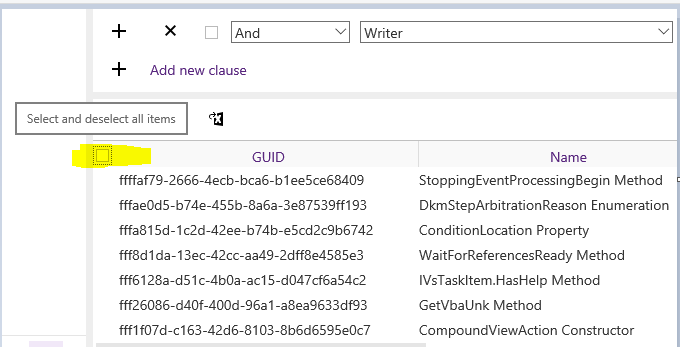 And Writer
Add new clause
Select and deselect all items
GUID Name
ffffaf79-2666-4ecb-bca6-b1ee5ce68409 StoppingEventProcessingBegin Method
fffae0d5-b74e-455b-8a6a-3e87539ff193 DkmStepArbitrationReason Enumeration
fffa815d-1c2d-42ee-b74b-e5cd2c9b6742 ConditionLocation Property
fff8d1da-13ec-42cc-aa49-2dff8e4585e3 WaitForReferencesReady Method
fff6128a-d51c-4b0a-ac15-d047cf6a54c2 IVsTaskItem.HasHelp Method
fff26086-d40f-400d-96a1-a8ea9633df93 GetVbaUnk Method
fff1f07d-c163-42d6-8103-8b6d6595e0c7 CompoundViewAction Constructor